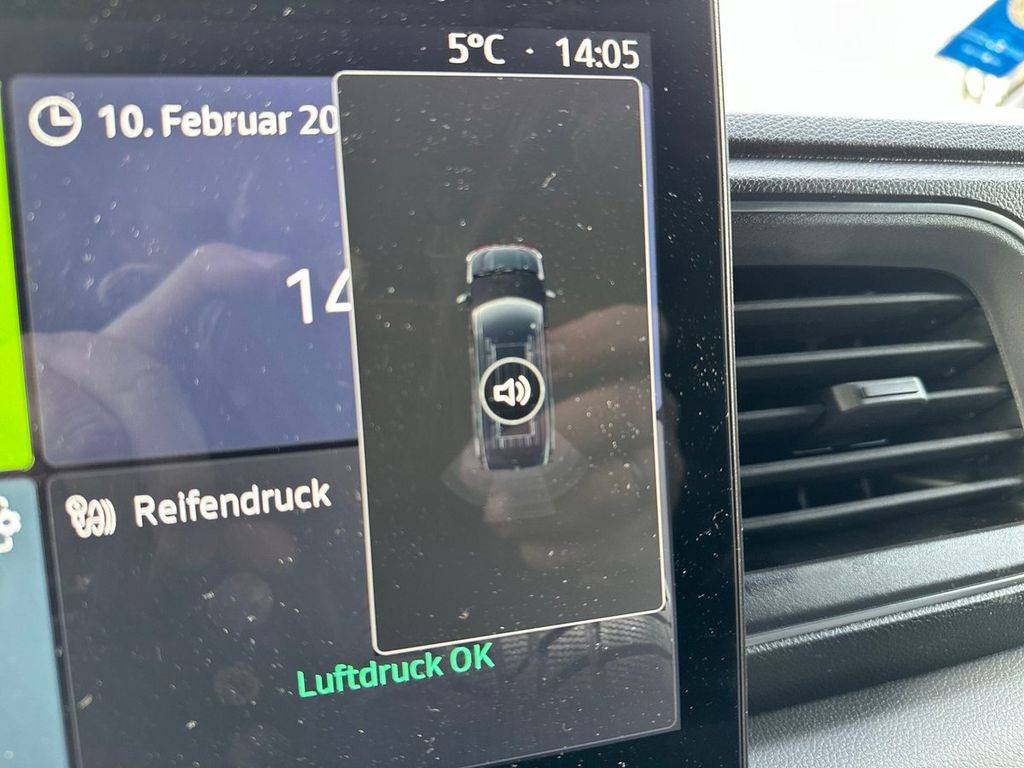 5°C · 14:05
10. Februar 20
14
Reifendruck
Luftdruck OK